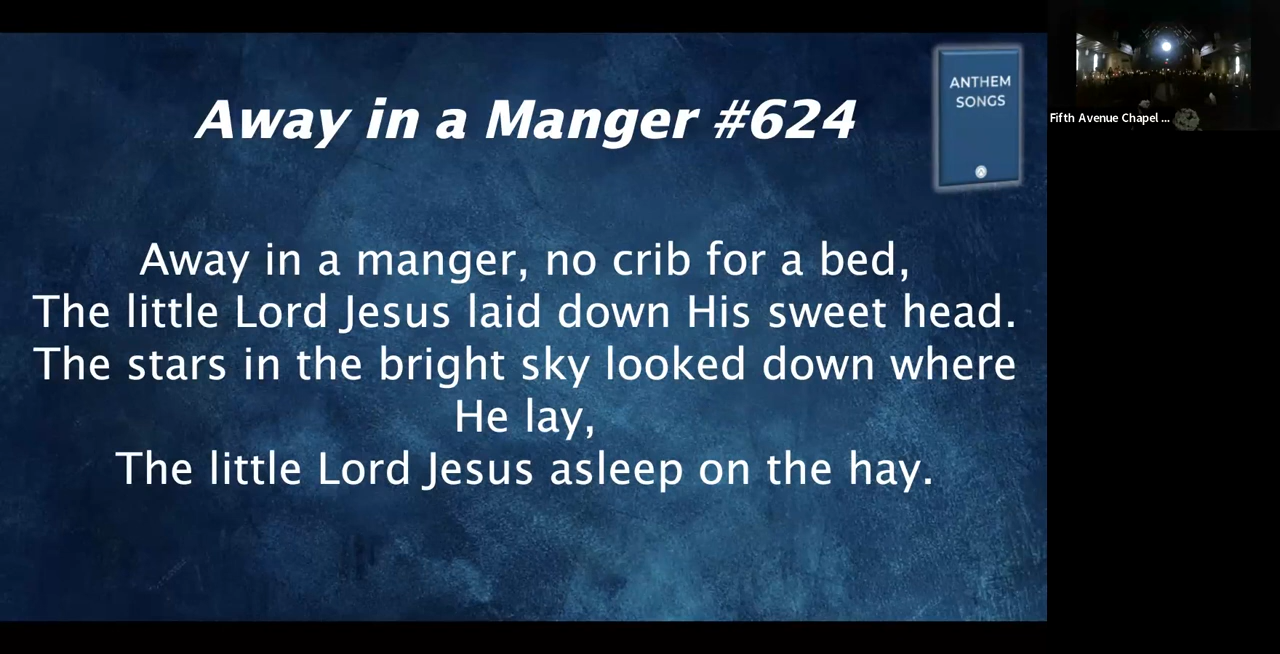 Away in a Manger #624
ANTHEM
SONGS
Fifth Avenue Chapel ...
Away in a manger, no crib for a bed,
The little Lord Jesus laid down His sweet head.
The stars in the bright sky looked down where
He lay,
The little Lord Jesus asleep on the hay.